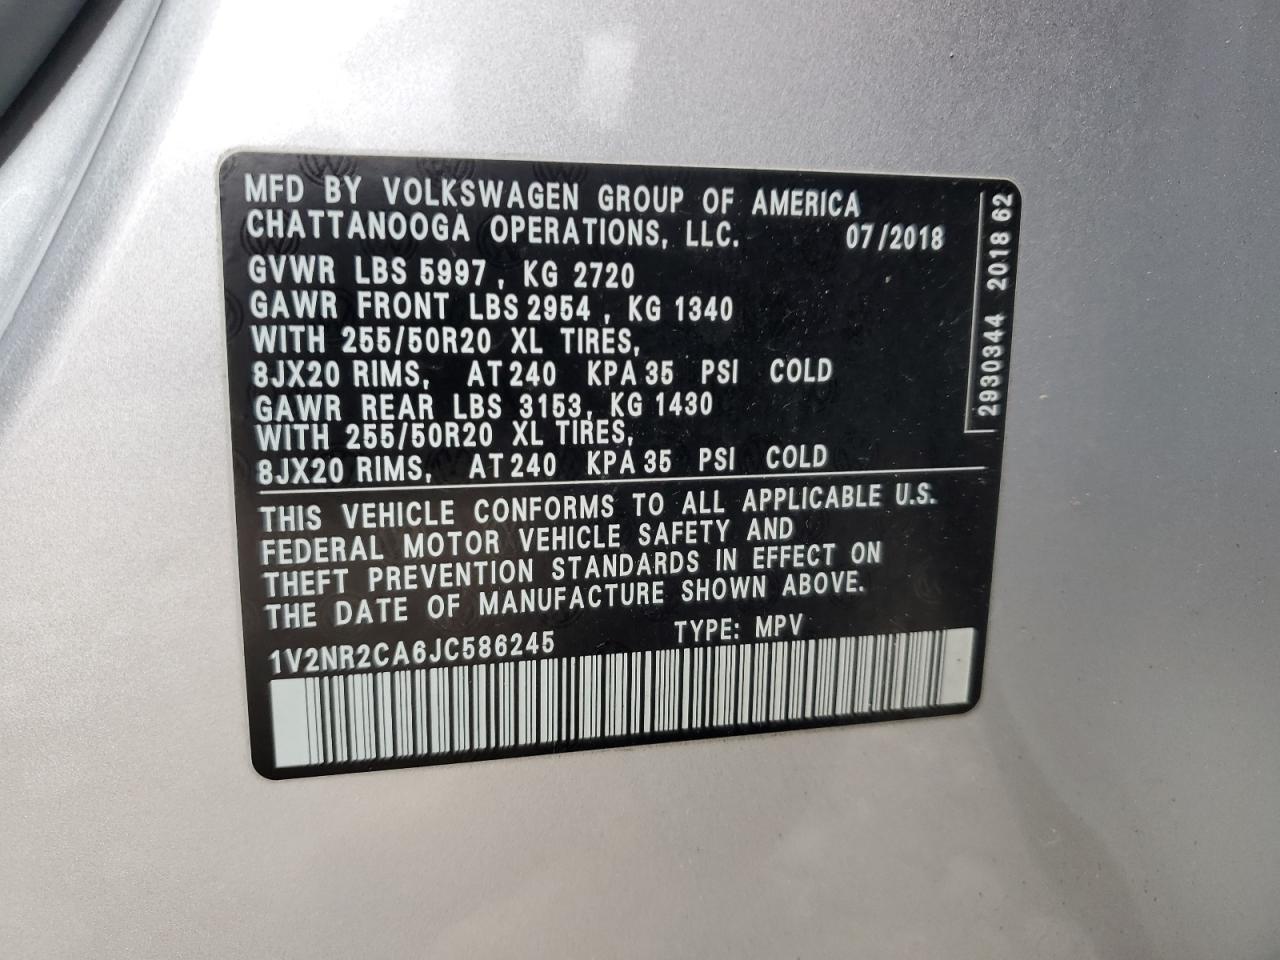 MFD BY VOLKSWAGEN GROUP OF AMERICA
CHATTANOOGA OPERATIONS, LLC. 07/2018
GVWR LBS 5997, KG 2720
GAWR FRONT LBS 2954, KG 1340
WITH 255/50R20 XL TIRES,
8JX20 RIMS, AT 240 KPA 35 PSI COLD
GAWR REAR LBS 3153, KG 1430
WITH 255/50R20 XL TIRES,
8JX20 RIMS, AT 240 KPA 35 PSI COLD
THIS VEHICLE CONFORMS TO ALL APPLICABLE U.S.
FEDERAL MOTOR VEHICLE SAFETY AND
THEFT PREVENTION STANDARDS IN EFFECT ON
THE DATE OF MANUFACTURE SHOWN ABOVE.
1V2NR2CA6JC586245 TYPE: MPV
2930344 2018 62